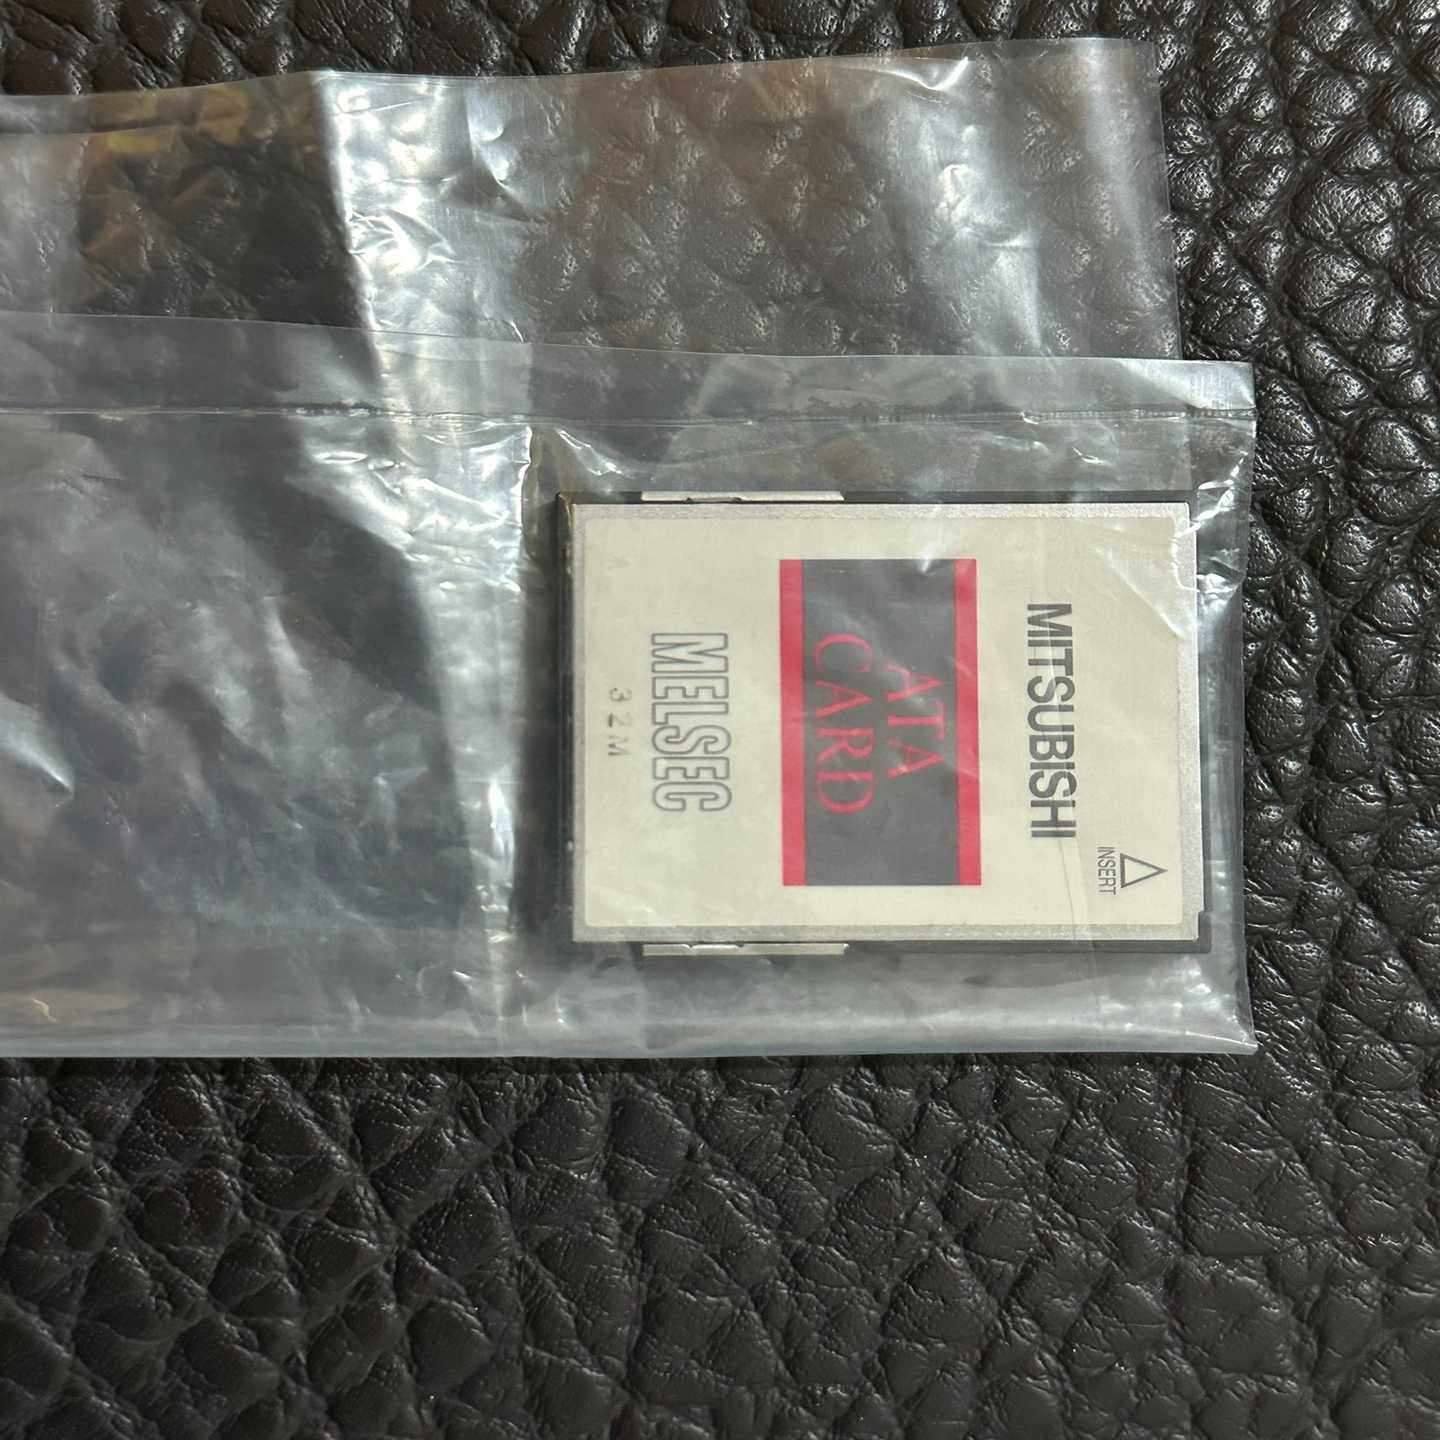 △
INSERT
MITSUBISHI
ATA
CARD
MELSEC
32M